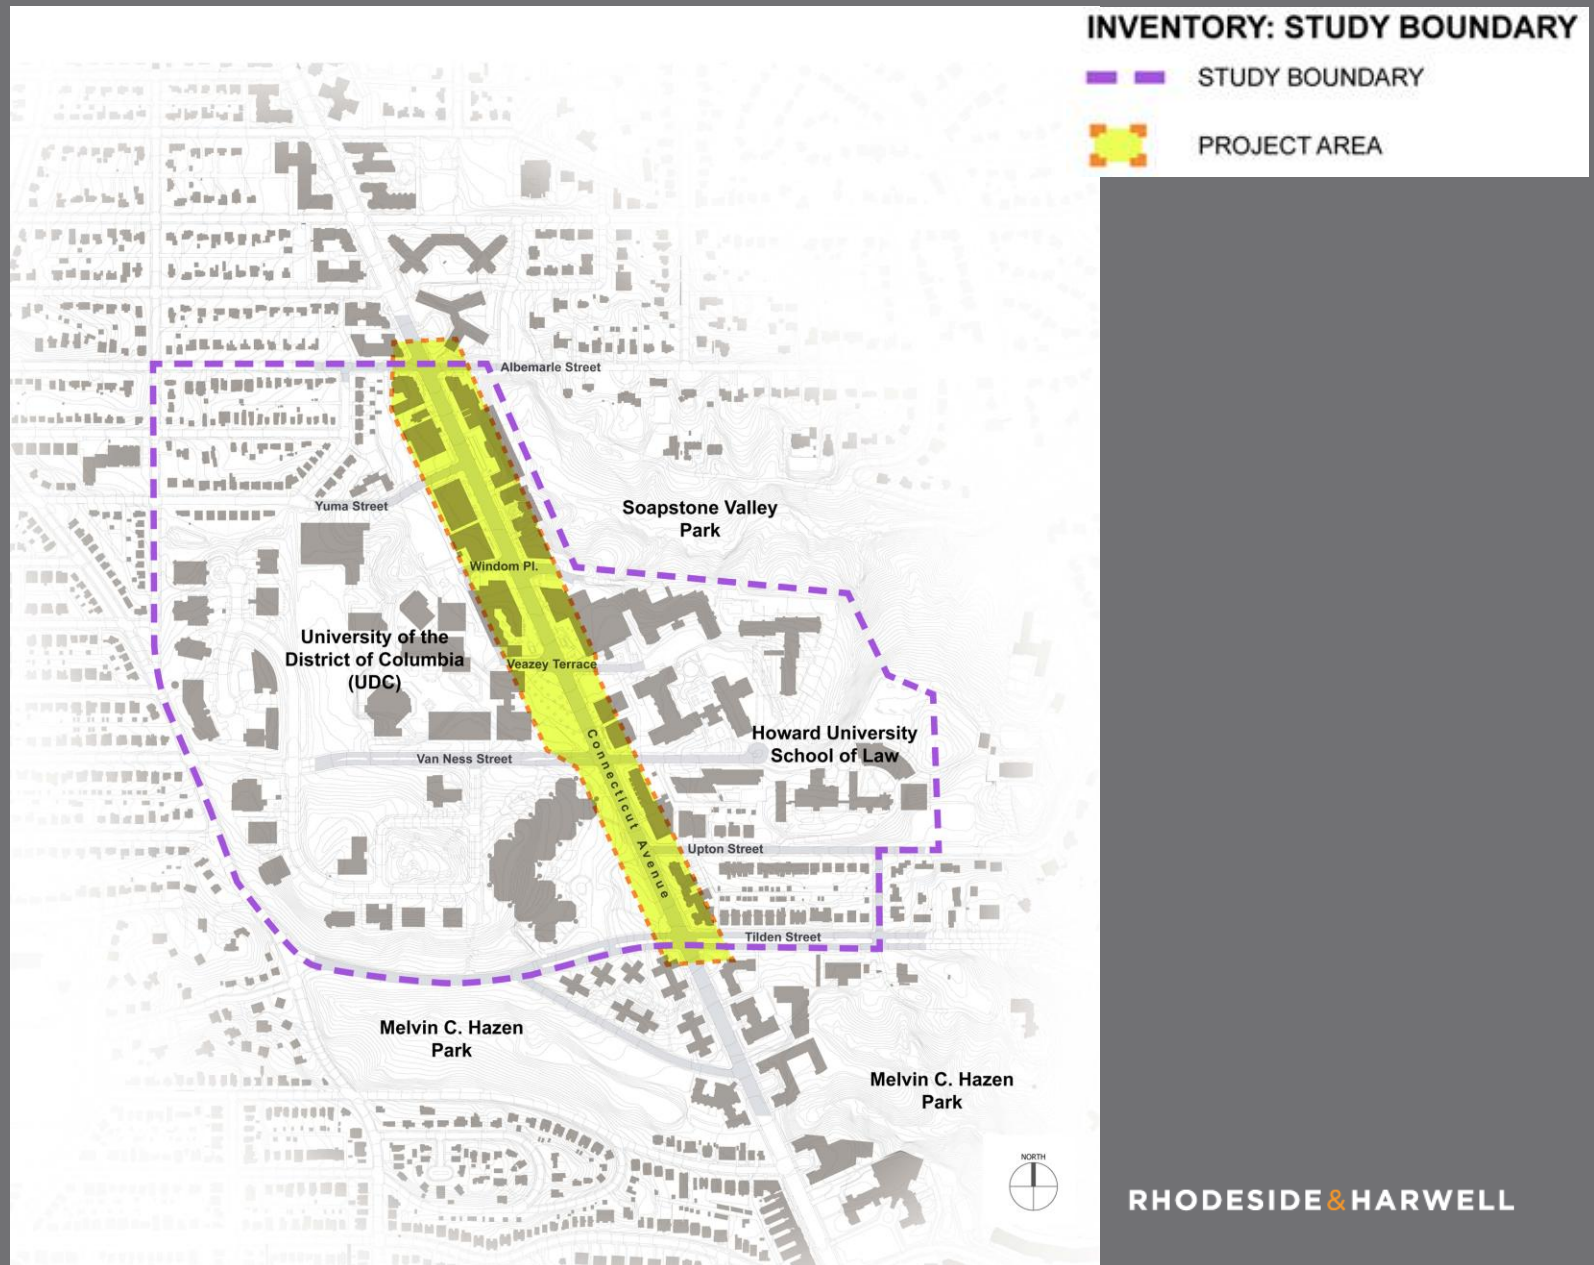 INVENTORY: STUDY BOUNDARY
STUDY BOUNDARY
PROJECT AREA
Albemarle Street
Yuma Street
Soapstone Valley
Park
Windom Pl.
University of the
District of Columbia
(UDC)
Veazey Terrace
Howard University
School of Law
Van Ness Street
Connecticut Avenue
Upton Street
Tilden Street
Melvin C. Hazen
Park
Melvin C. Hazen
Park
NORTH
RHODESIDE&HARWELL